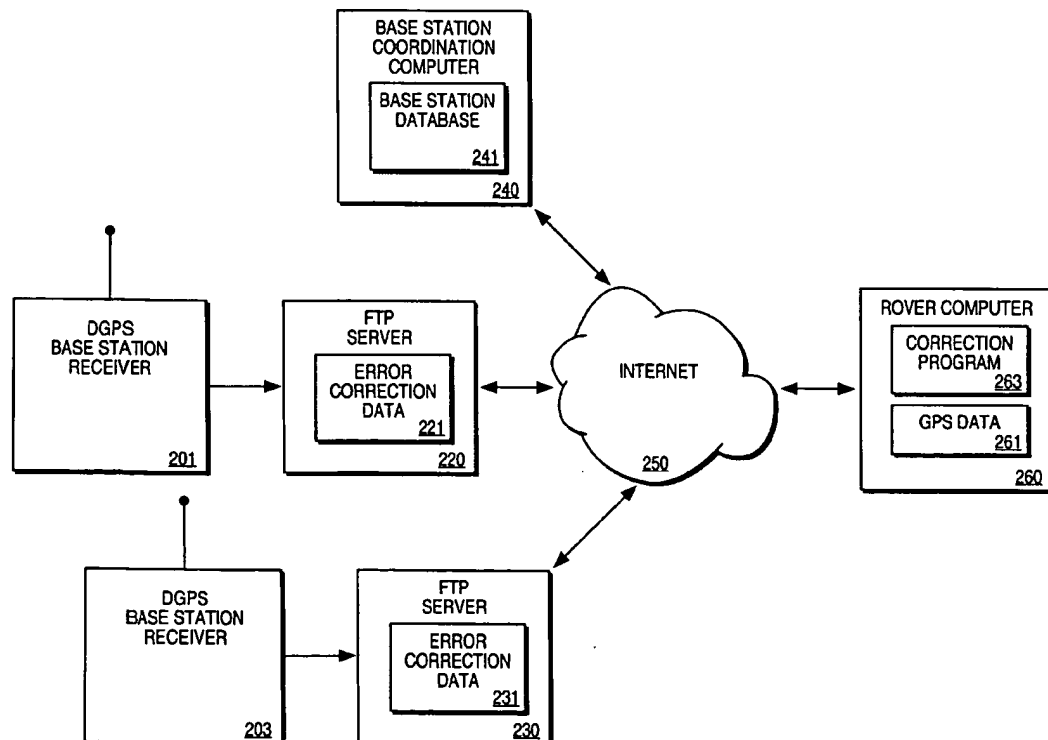 BASE STATION
COORDINATION
COMPUTER
BASE STATION
DATABASE
241
240
DGPS
BASE STATION
RECEIVER
201
FTP
SERVER
ERROR
CORRECTION
DATA
221
220
INTERNET
250
ROVER COMPUTER
CORRECTION
PROGRAM
263
GPS DATA
261
260
DGPS
BASE STATION
RECEIVER
203
FTP
SERVER
ERROR
CORRECTION
DATA
231
230